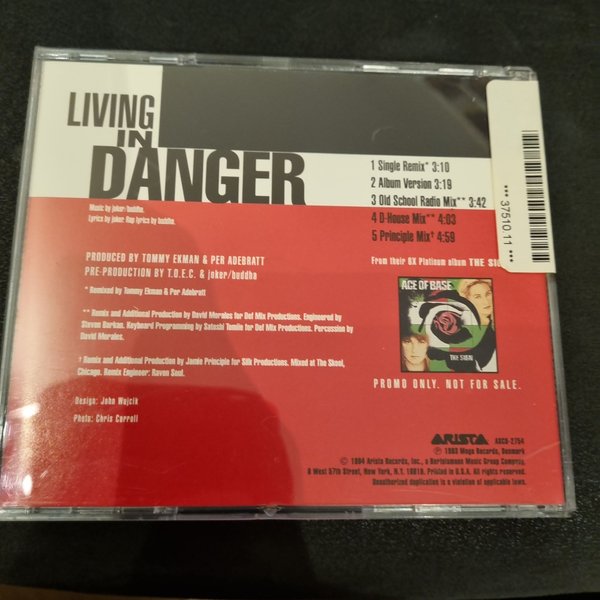 LIVING
IN
DANGER
Music by joker/buddha.
Lyrics by joker Rap lyrics by buddha.
1 Single Remix* 3:10
2 Album Version 3:19
3 Old School Radio Mix** 3:42
4 D-House Mix** 4:03
5 Principle Mix† 4:59
*** 37510.11 ***
PRODUCED BY TOMMY EKMAN & PER ADEBRATT
PRE-PRODUCTION BY T.O.E.C. & joker/buddha
* Remixed by Tommy Ekman & Per Adebratt
** Remix and Additional Production by David Morales for Def Mix Productions. Engineered by
Steven Barkan. Keyboard Programming by Satoshi Tomiie for Def Mix Productions. Percussion by
David Morales.
† Remix and Additional Production by Jamie Principle for Silk Productions. Mixed at The Skool,
Chicago. Remix Engineer: Raven Soul.
Design: John Wojcik
Photo: Chris Carroll
From their 6X Platinum album THE SIGN
ACE OF BASE
THE SIGN
PROMO ONLY. NOT FOR SALE.
ARISTA
ASCD-2754
℗ 1993 Mega Records, Denmark
© 1994 Arista Records, Inc., a Bertelsmann Music Group Company,
6 West 57th Street, New York, N.Y. 10019. Printed in U.S.A. All rights reserved.
Unauthorized duplication is a violation of applicable laws.